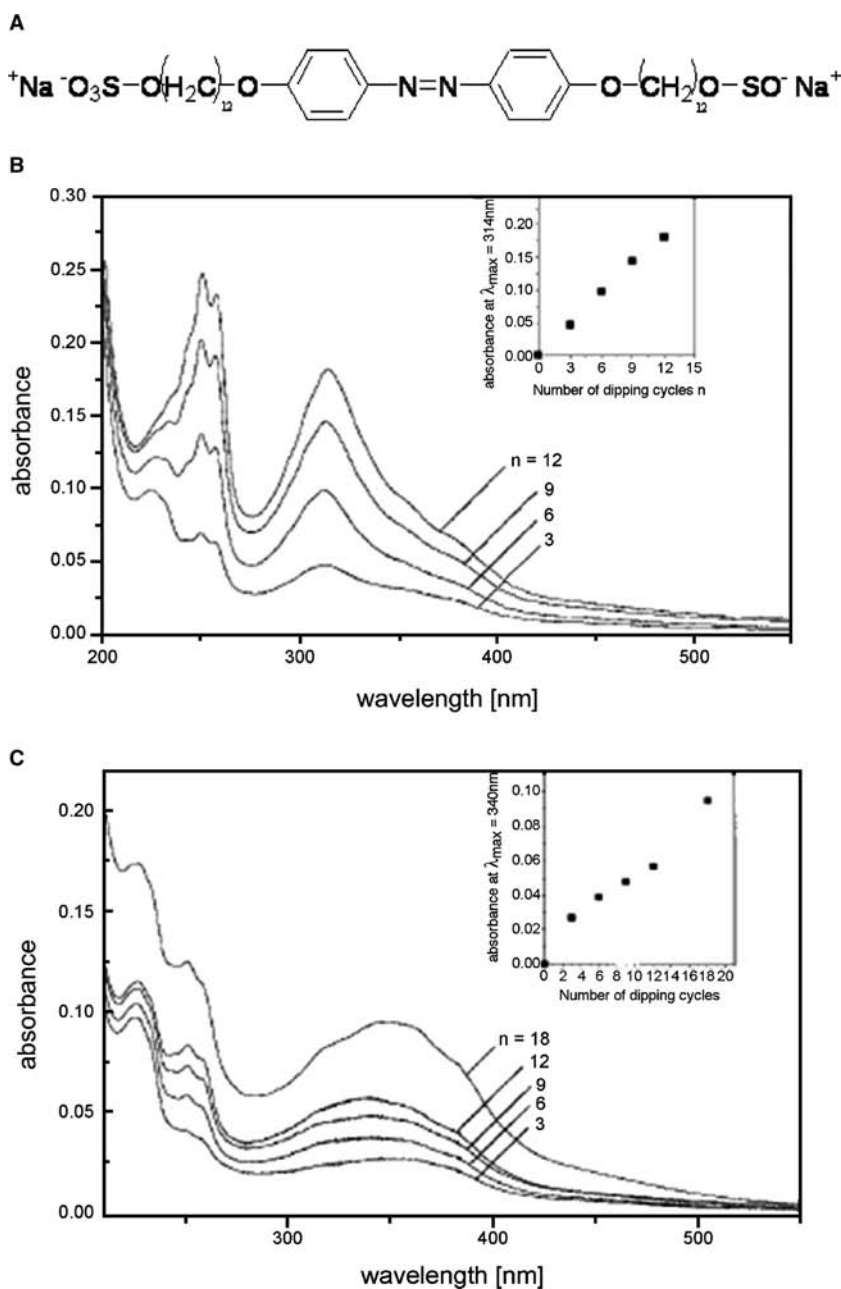 A
⁺Na ⁻O₃S–O(H₂C)₁₂O N=N O–(CH₂)₁₂O–SO⁻ Na⁺
B
0.30
0.25
0.20
0.15
0.10
0.05
0.00
absorbance
200 300 400 500
wavelength [nm]
n = 12
9
6
3
absorbance at λmax = 314nm
0.20
0.15
0.10
0.05
0.00
0 3 6 9 12 15
Number of dipping cycles n
C
0.20
0.15
0.10
0.05
0.00
absorbance
300 400 500
wavelength [nm]
n = 18
12
9
6
3
absorbance at λmax = 340nm
0.10
0.08
0.06
0.04
0.02
0.00
0 2 4 6 8 10 12 14 16 18 20
Number of dipping cycles